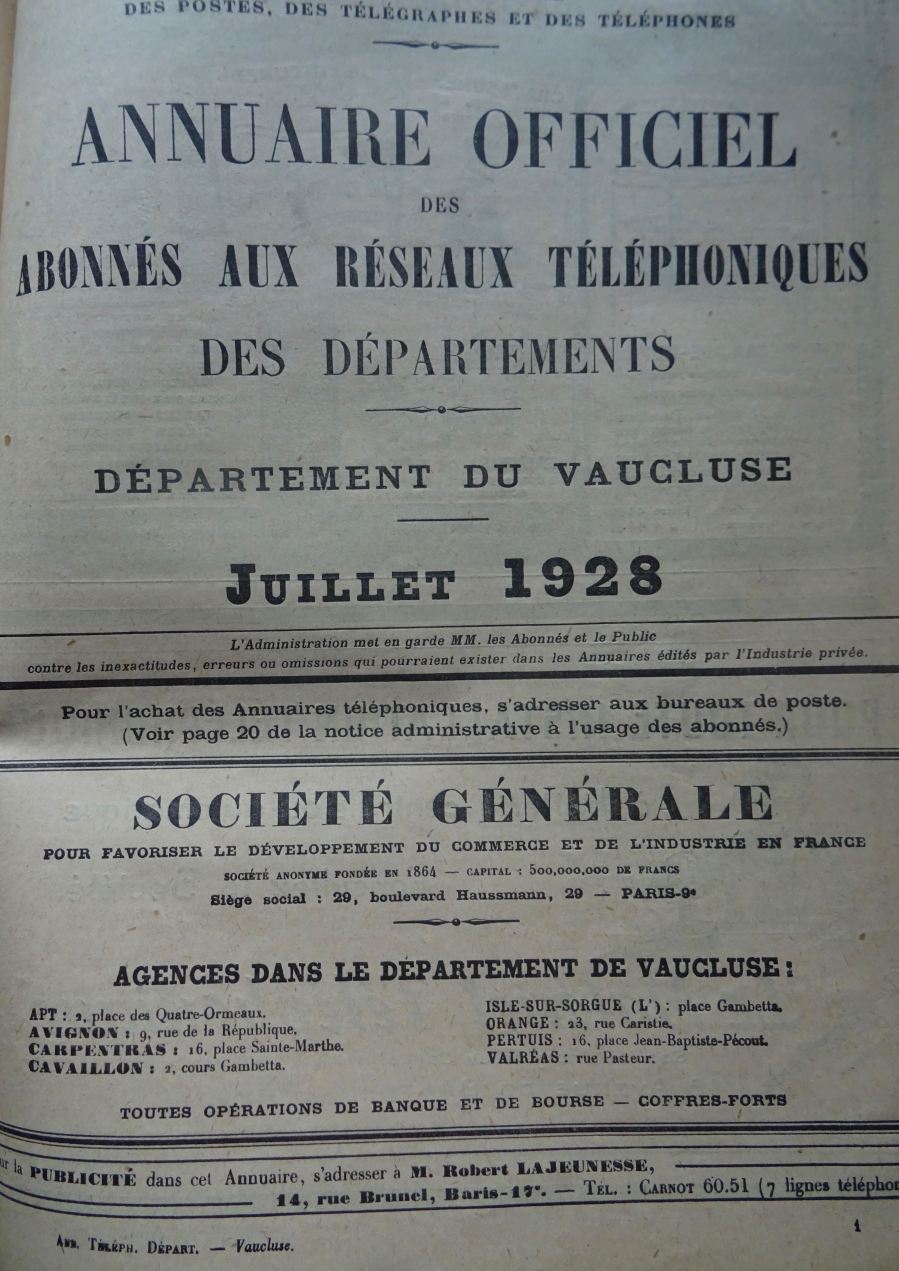 DES POSTES, DES TÉLÉGRAPHES ET DES TÉLÉPHONES
ANNUAIRE OFFICIEL
DES
ABONNÉS AUX RÉSEAUX TÉLÉPHONIQUES
DES DÉPARTEMENTS
DÉPARTEMENT DU VAUCLUSE
JUILLET 1928
L'Administration met en garde MM. les Abonnés et le Public
contre les inexactitudes, erreurs ou omissions qui pourraient exister dans les Annuaires édités par l'Industrie privée.
Pour l'achat des Annuaires téléphoniques, s'adresser aux bureaux de poste.
(Voir page 20 de la notice administrative à l'usage des abonnés.)
SOCIÉTÉ GÉNÉRALE
POUR FAVORISER LE DÉVELOPPEMENT DU COMMERCE ET DE L'INDUSTRIE EN FRANCE
SOCIÉTÉ ANONYME FONDÉE EN 1864 — CAPITAL : 500,000,000 DE FRANCS
Siège social : 29, boulevard Haussmann, 29 — PARIS-9e
AGENCES DANS LE DÉPARTEMENT DE VAUCLUSE :
APT : 2, place des Quatre-Ormeaux.
AVIGNON : 9, rue de la République.
CARPENTRAS : 16, place Sainte-Marthe.
CAVAILLON : 2, cours Gambetta.
ISLE-SUR-SORGUE (L') : place Gambetta.
ORANGE : 23, rue Caristie.
PERTUIS : 16, place Jean-Baptiste-Pécout.
VALRÉAS : rue Pasteur.
TOUTES OPÉRATIONS DE BANQUE ET DE BOURSE — COFFRES-FORTS
ur la PUBLICITÉ dans cet Annuaire, s'adresser à M. Robert LAJEUNESSE,
14, rue Brunel, Baris-17e. — TÉL. : CARNOT 60.51 (7 lignes téléphon
1
ANN. TÉLÉPH. DÉPART. — Vaucluse.